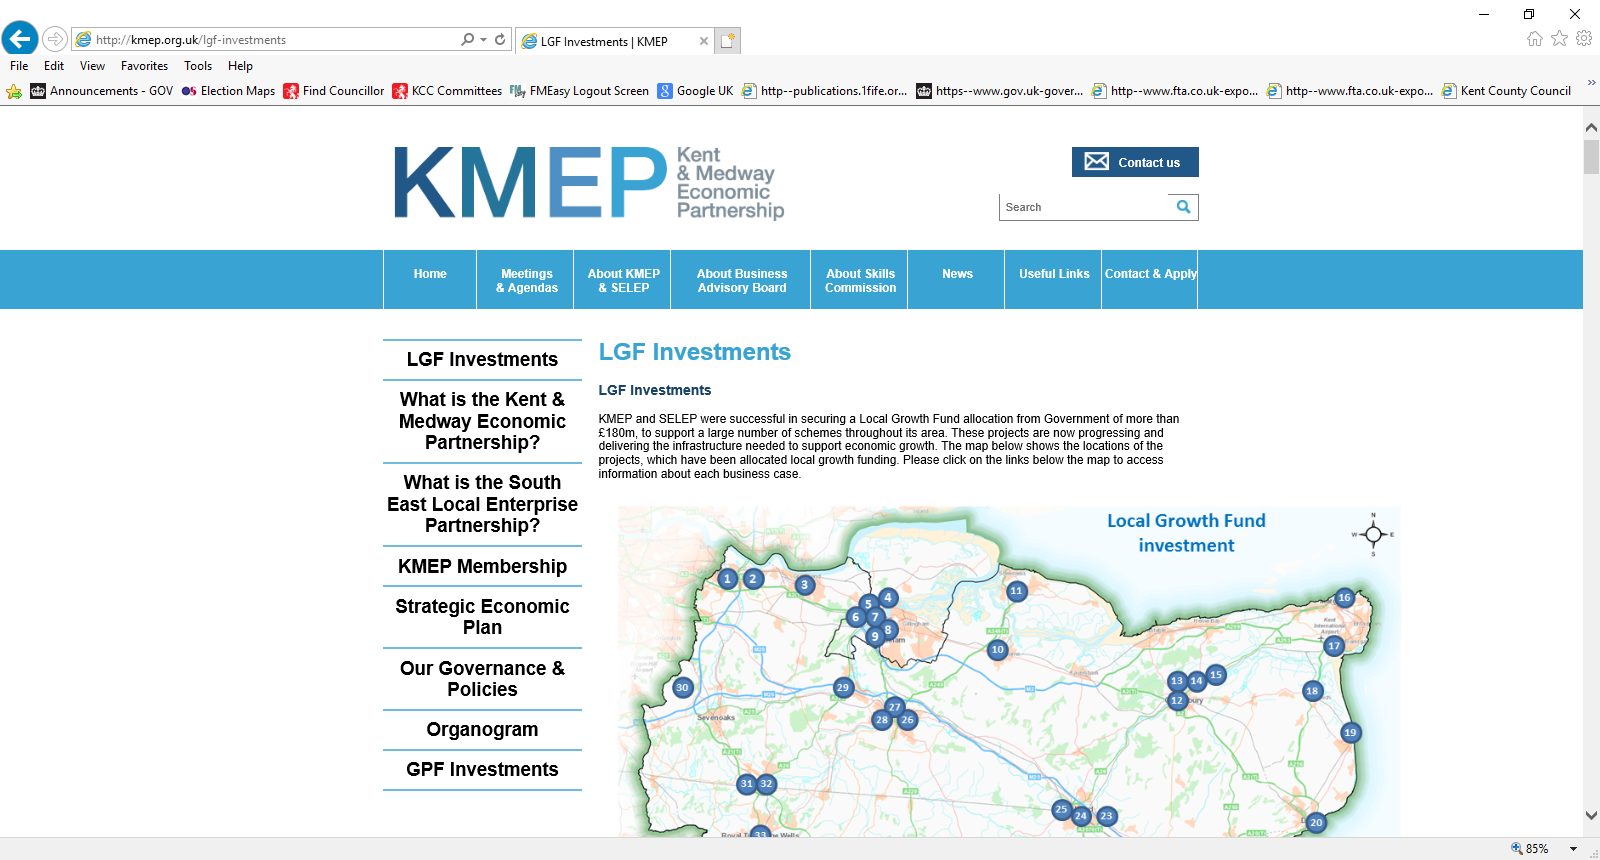 http://kmep.org.uk/lgf-investments
LGF Investments | KMEP
File Edit View Favorites Tools Help
Announcements - GOV
Election Maps
Find Councillor
KCC Committees
FMEasy Logout Screen
Google UK
http--publications.1fife.or...
https--www.gov.uk-gover...
http--www.fta.co.uk-expo...
http--www.fta.co.uk-expo...
Kent County Council
KMEP
Kent
& Medway
Economic
Partnership
Contact us
Search
Home
Meetings
& Agendas
About KMEP
& SELEP
About Business
Advisory Board
About Skills
Commission
News
Useful Links
Contact & Apply
LGF Investments
What is the Kent &
Medway Economic
Partnership?
What is the South
East Local Enterprise
Partnership?
KMEP Membership
Strategic Economic
Plan
Our Governance &
Policies
Organogram
GPF Investments
LGF Investments
LGF Investments
KMEP and SELEP were successful in securing a Local Growth Fund allocation from Government of more than
£180m, to support a large number of schemes throughout its area. These projects are now progressing and
delivering the infrastructure needed to support economic growth. The map below shows the locations of the
projects, which have been allocated local growth funding. Please click on the links below the map to access
information about each business case.
Local Growth Fund
investment
N
W E
S
1 2 3
4
5
6 7
8
9
10
11
16
17
13 14 15
12
18
19
30
29
27
28 26
Sevenoaks
31 32
25
24 23
20
33
85%